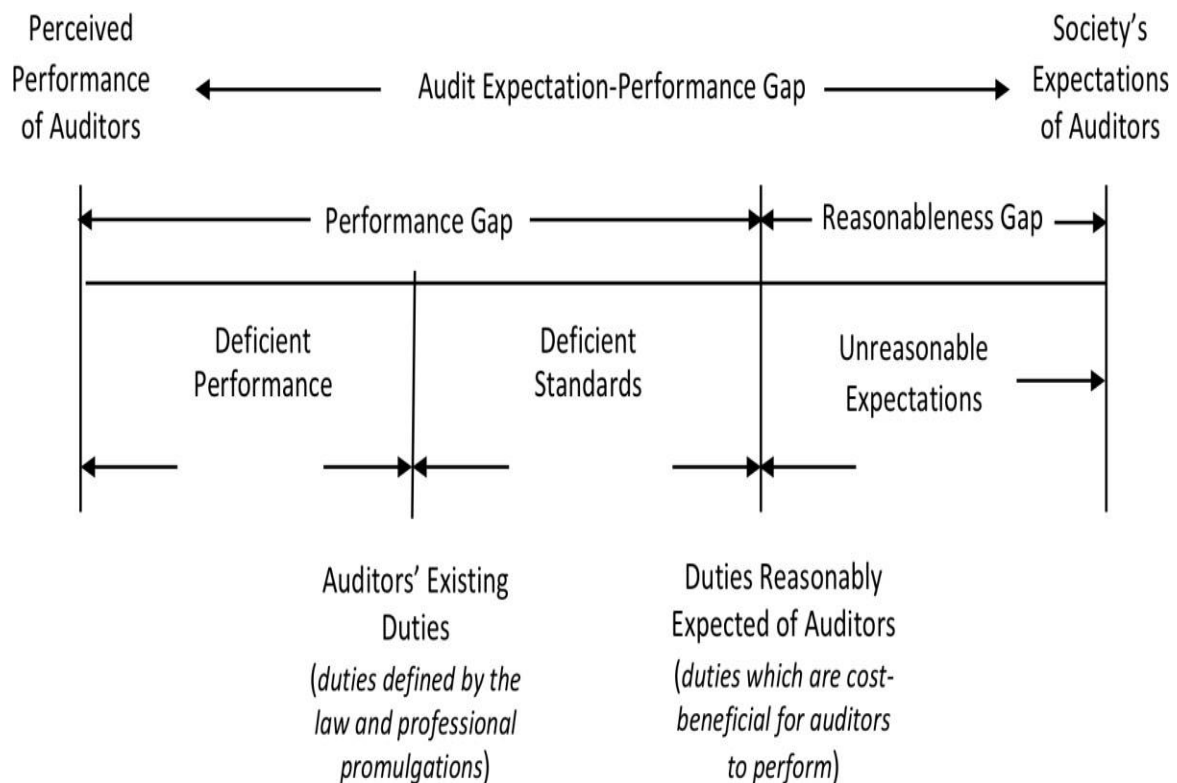 Perceived
Performance
of Auditors
Audit Expectation-Performance Gap
Society’s
Expectations
of Auditors
Performance Gap
Reasonableness Gap
Deficient
Performance
Deficient
Standards
Unreasonable
Expectations
Auditors’ Existing
Duties
(duties defined by the
law and professional
promulgations)
Duties Reasonably
Expected of Auditors
(duties which are cost-
beneficial for auditors
to perform)